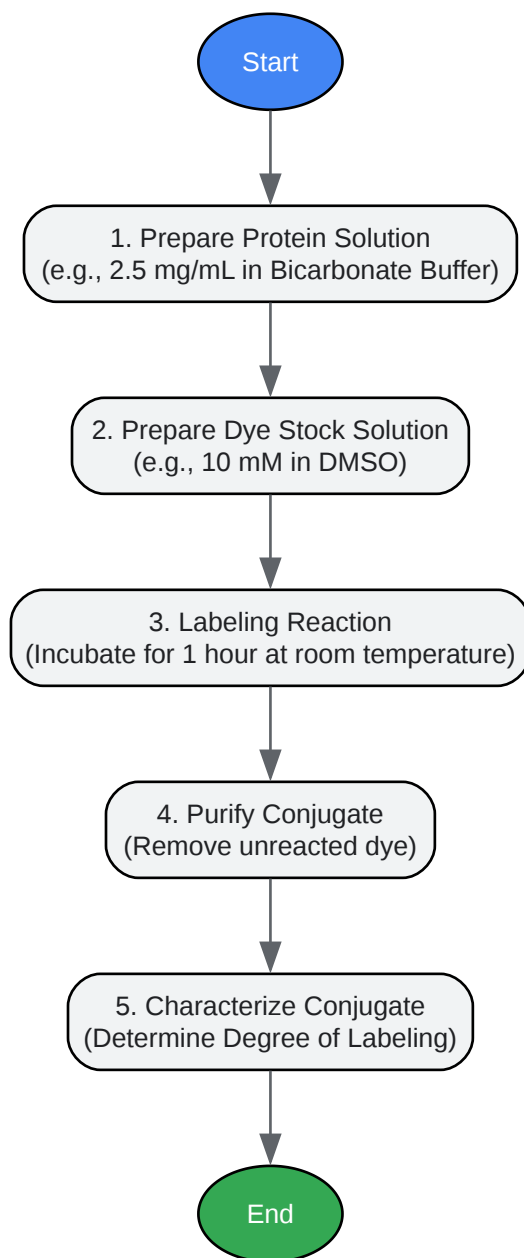 Start
1. Prepare Protein Solution
(e.g., 2.5 mg/mL in Bicarbonate Buffer)
2. Prepare Dye Stock Solution
(e.g., 10 mM in DMSO)
3. Labeling Reaction
(Incubate for 1 hour at room temperature)
4. Purify Conjugate
(Remove unreacted dye)
5. Characterize Conjugate
(Determine Degree of Labeling)
End